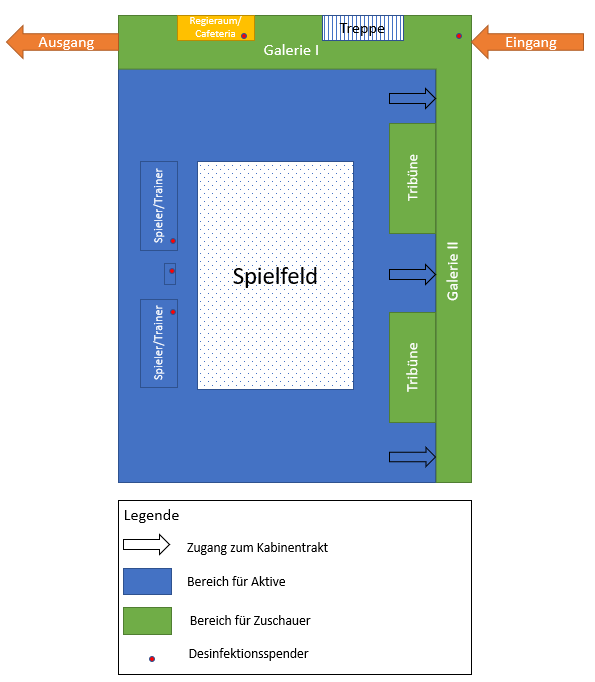 Regieraum/
Cafeteria
Treppe
Ausgang
Eingang
Galerie I
Tribüne
Spieler/Trainer
Galerie II
Spielfeld
Spieler/Trainer
Tribüne
Legende
Zugang zum Kabinentrakt
Bereich für Aktive
Bereich für Zuschauer
Desinfektionsspender